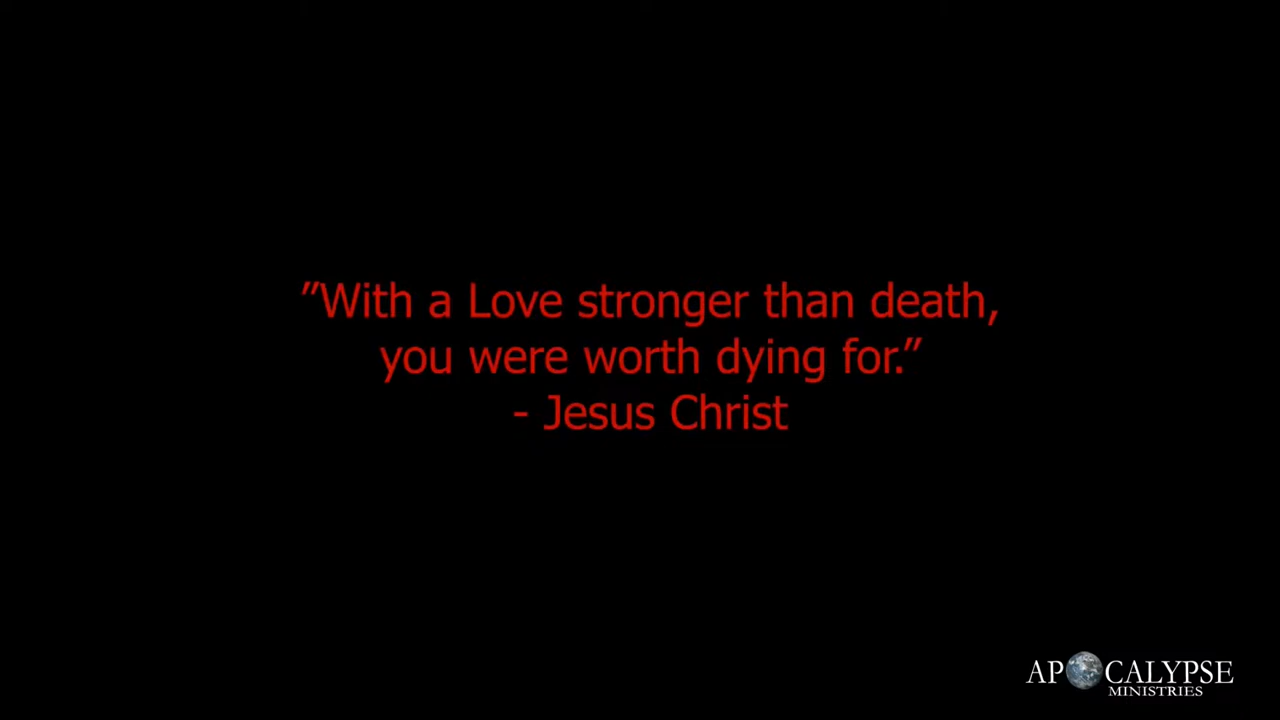 ”With a Love stronger than death,
you were worth dying for.”
- Jesus Christ
APOCALYPSE
MINISTRIES